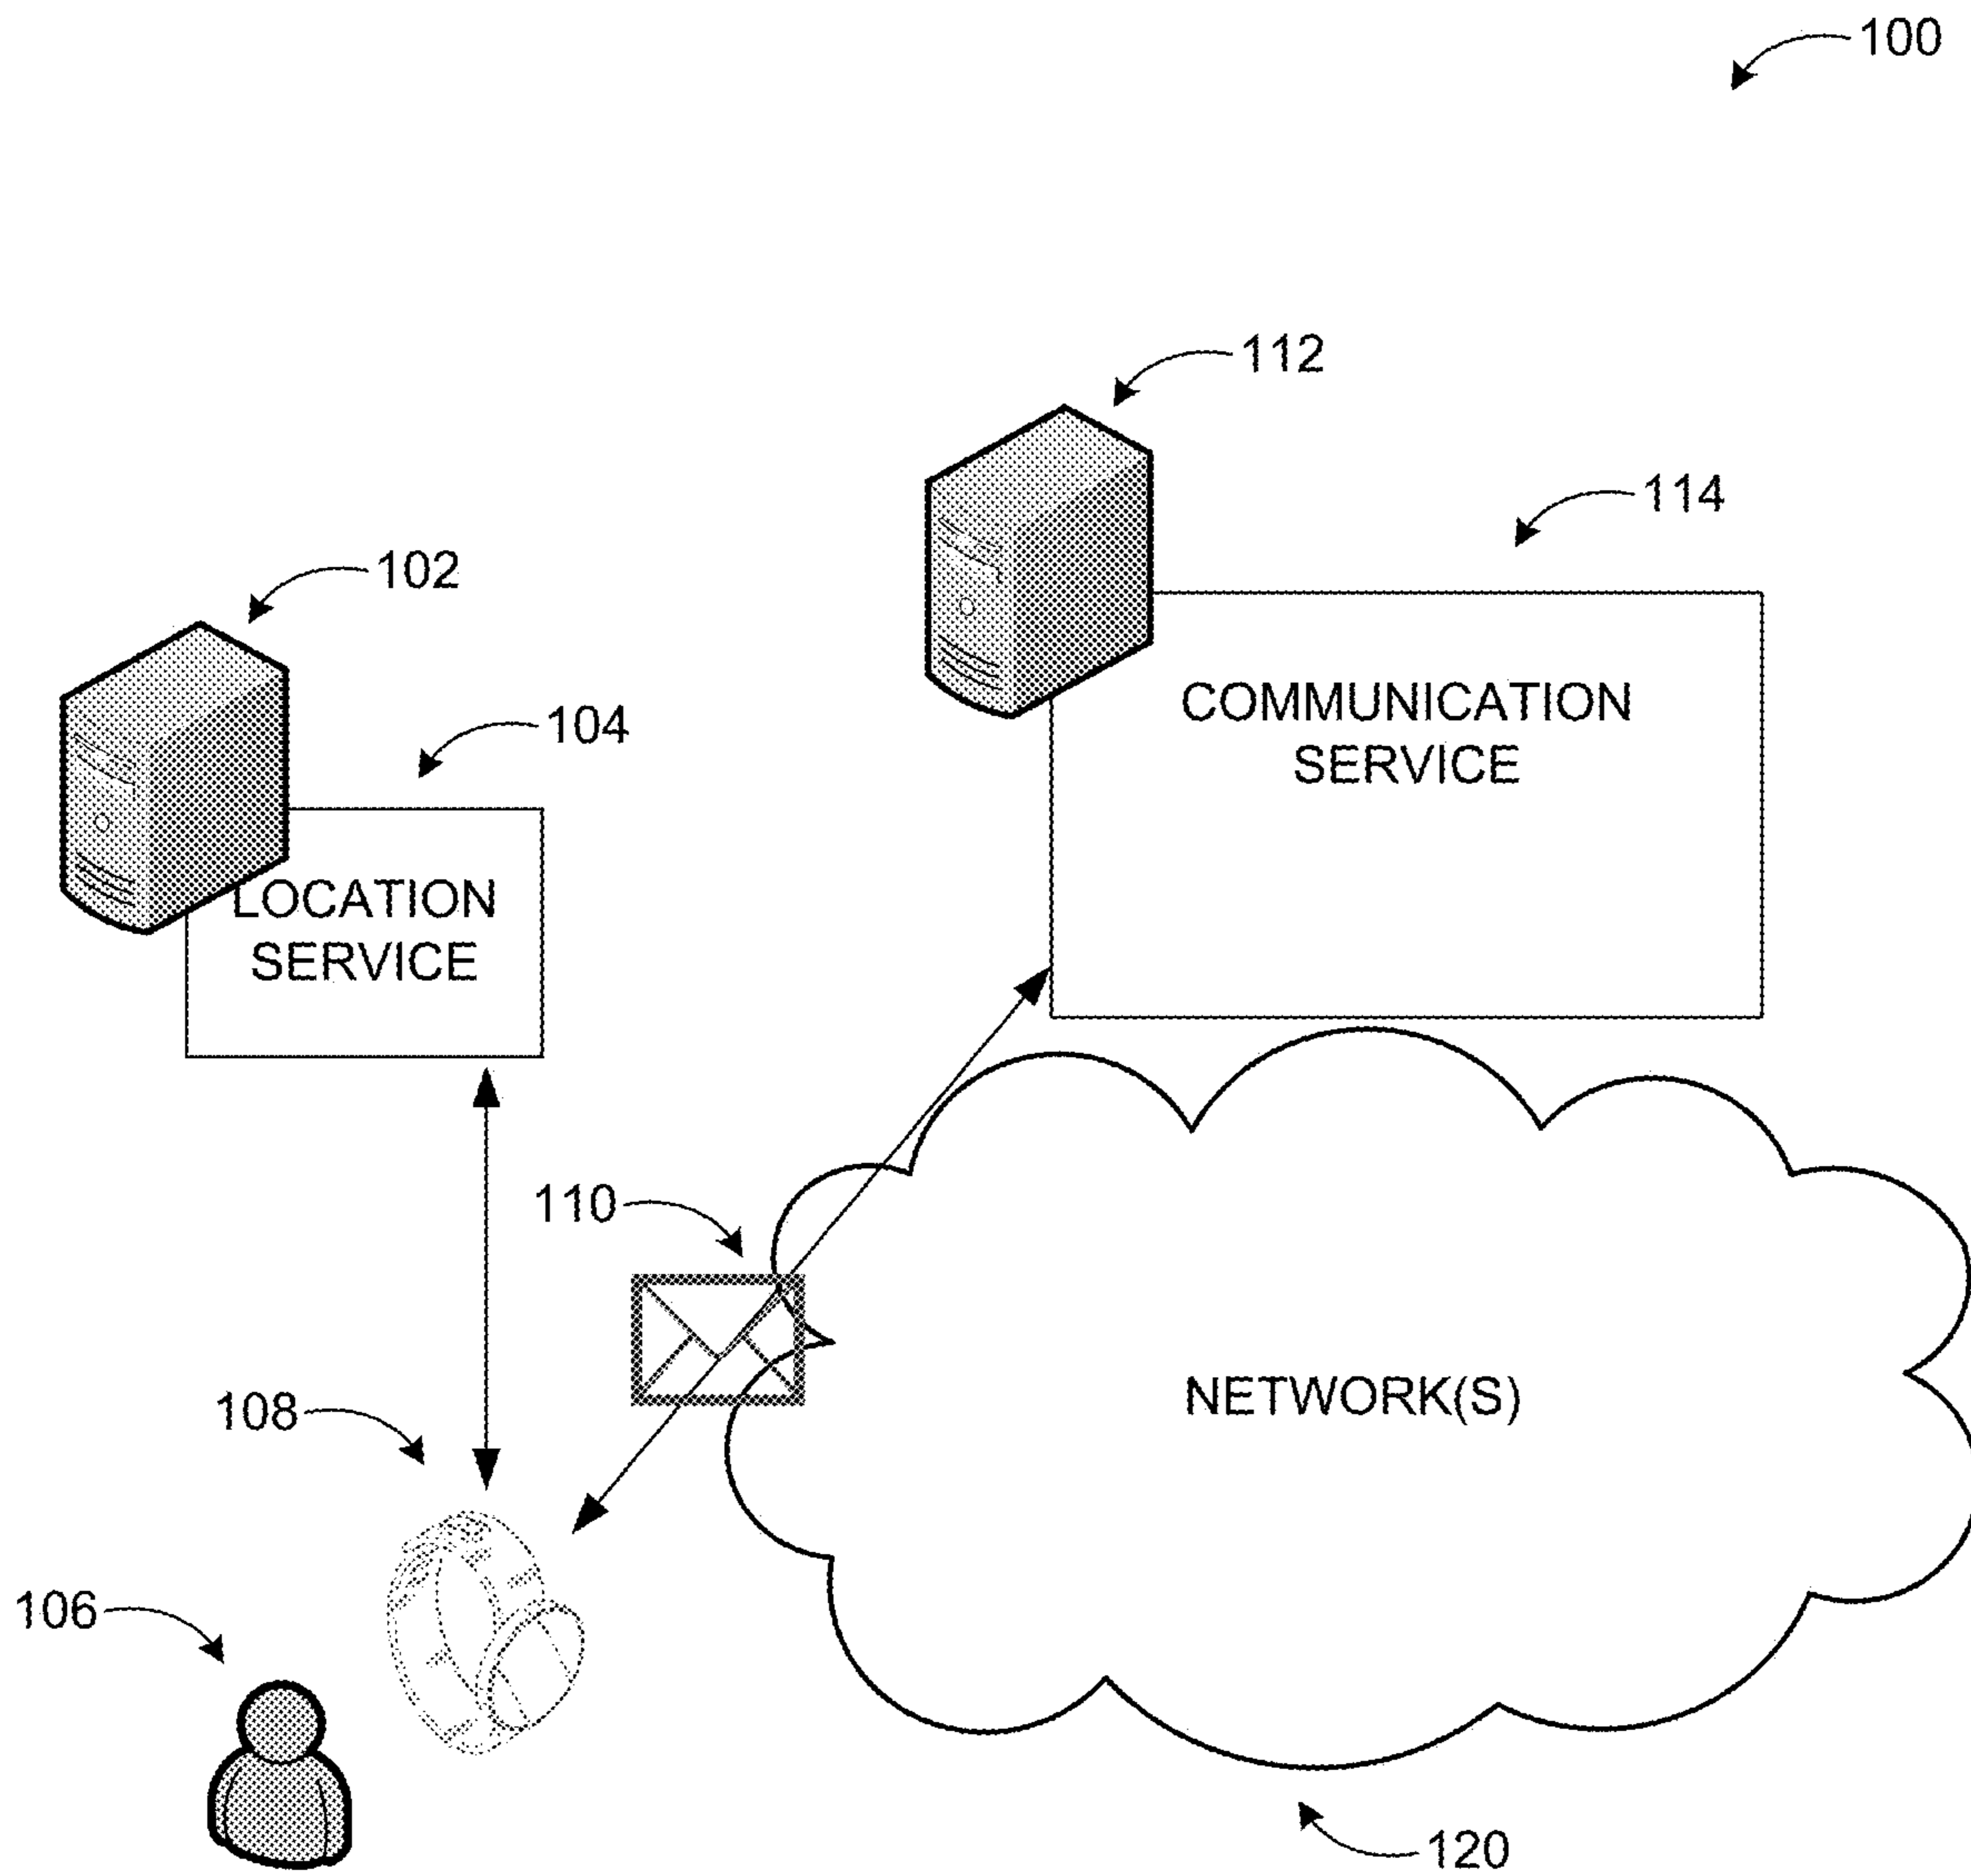 100
112
114
COMMUNICATION
SERVICE
102
104
LOCATION
SERVICE
110
NETWORK(S)
108
106
120